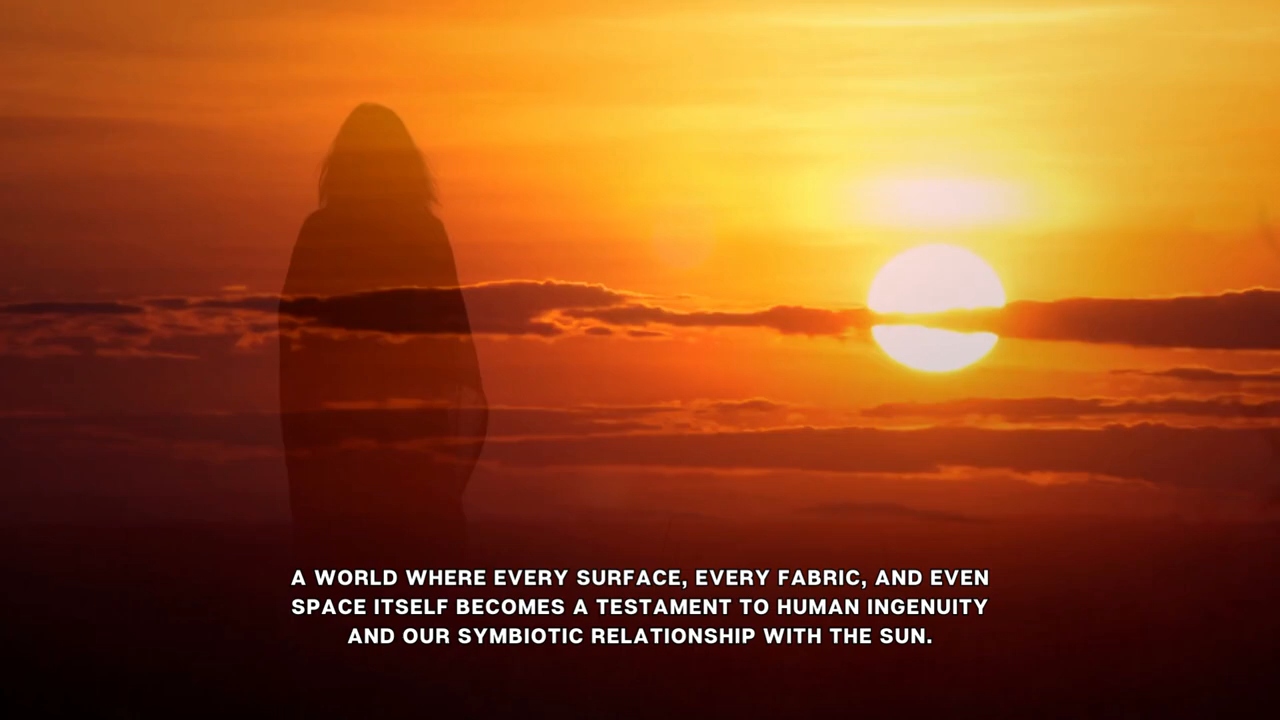 A WORLD WHERE EVERY SURFACE, EVERY FABRIC, AND EVEN
SPACE ITSELF BECOMES A TESTAMENT TO HUMAN INGENUITY
AND OUR SYMBIOTIC RELATIONSHIP WITH THE SUN.